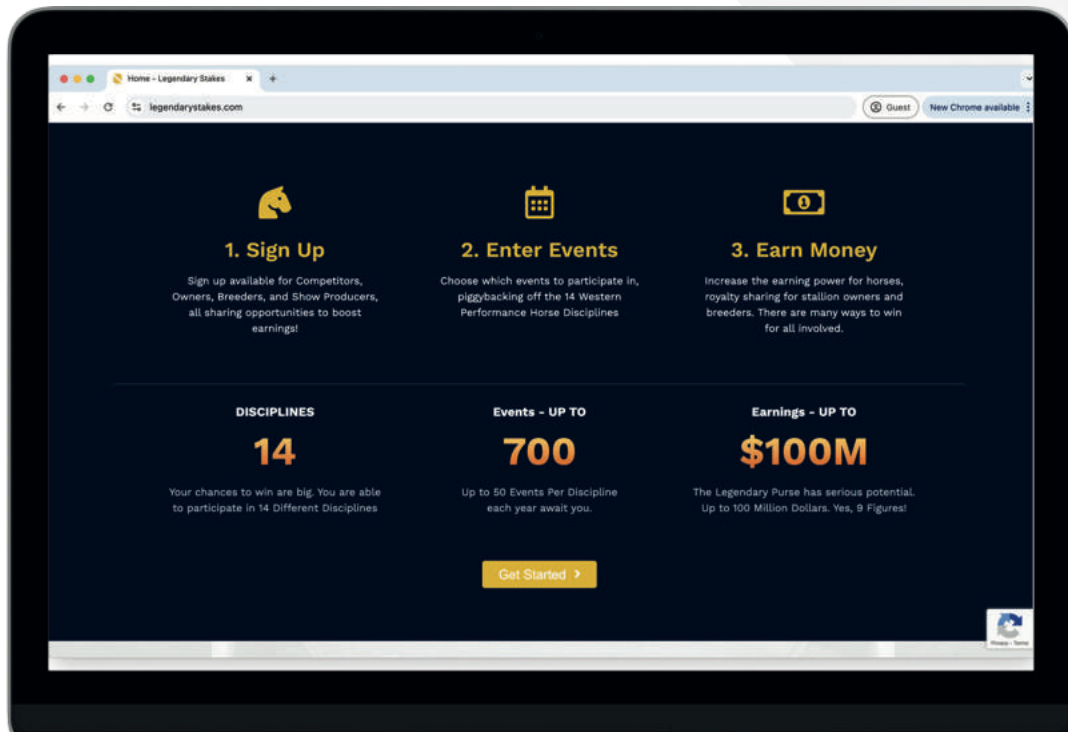 Home - Legendary Stakes
legendarystakes.com
Guest
New Chrome available
1. Sign Up
Sign up available for Competitors,
Owners, Breeders, and Show Producers,
all sharing opportunities to boost
earnings!
2. Enter Events
Choose which events to participate in,
piggybacking off the 14 Western
Performance Horse Disciplines
3. Earn Money
Increase the earning power for horses,
royalty sharing for stallion owners and
breeders. There are many ways to win
for all involved.
DISCIPLINES
14
Your chances to win are big. You are able
to participate in 14 Different Disciplines
Events - UP TO
700
Up to 50 Events Per Discipline
each year await you.
Earnings - UP TO
$100M
The Legendary Purse has serious potential.
Up to 100 Million Dollars. Yes, 9 Figures!
Get Started
Privacy - Terms